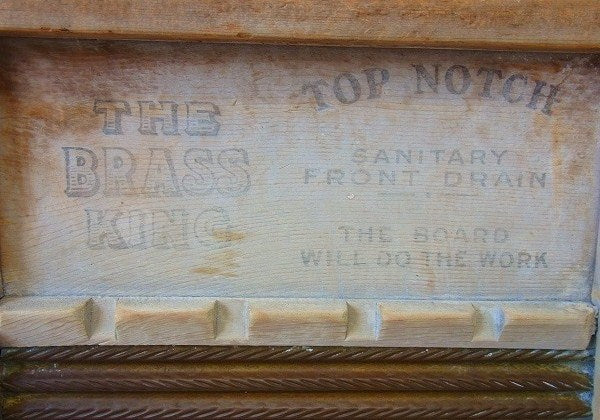 THE
BRASS
KING
TOP NOTCH
SANITARY
FRONT DRAIN
THE BOARD
WILL DO THE WORK